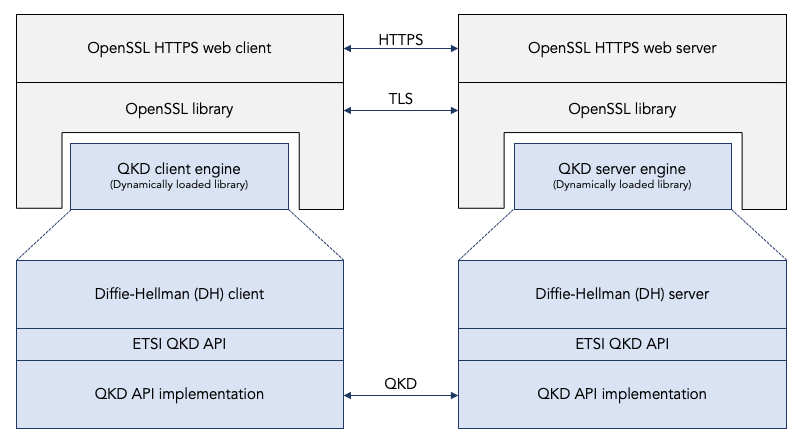 OpenSSL HTTPS web client
HTTPS
OpenSSL HTTPS web server
OpenSSL library
TLS
OpenSSL library
QKD client engine
(Dynamically loaded library)
QKD server engine
(Dynamically loaded library)
Diffie-Hellman (DH) client
Diffie-Hellman (DH) server
ETSI QKD API
ETSI QKD API
QKD API implementation
QKD
QKD API implementation